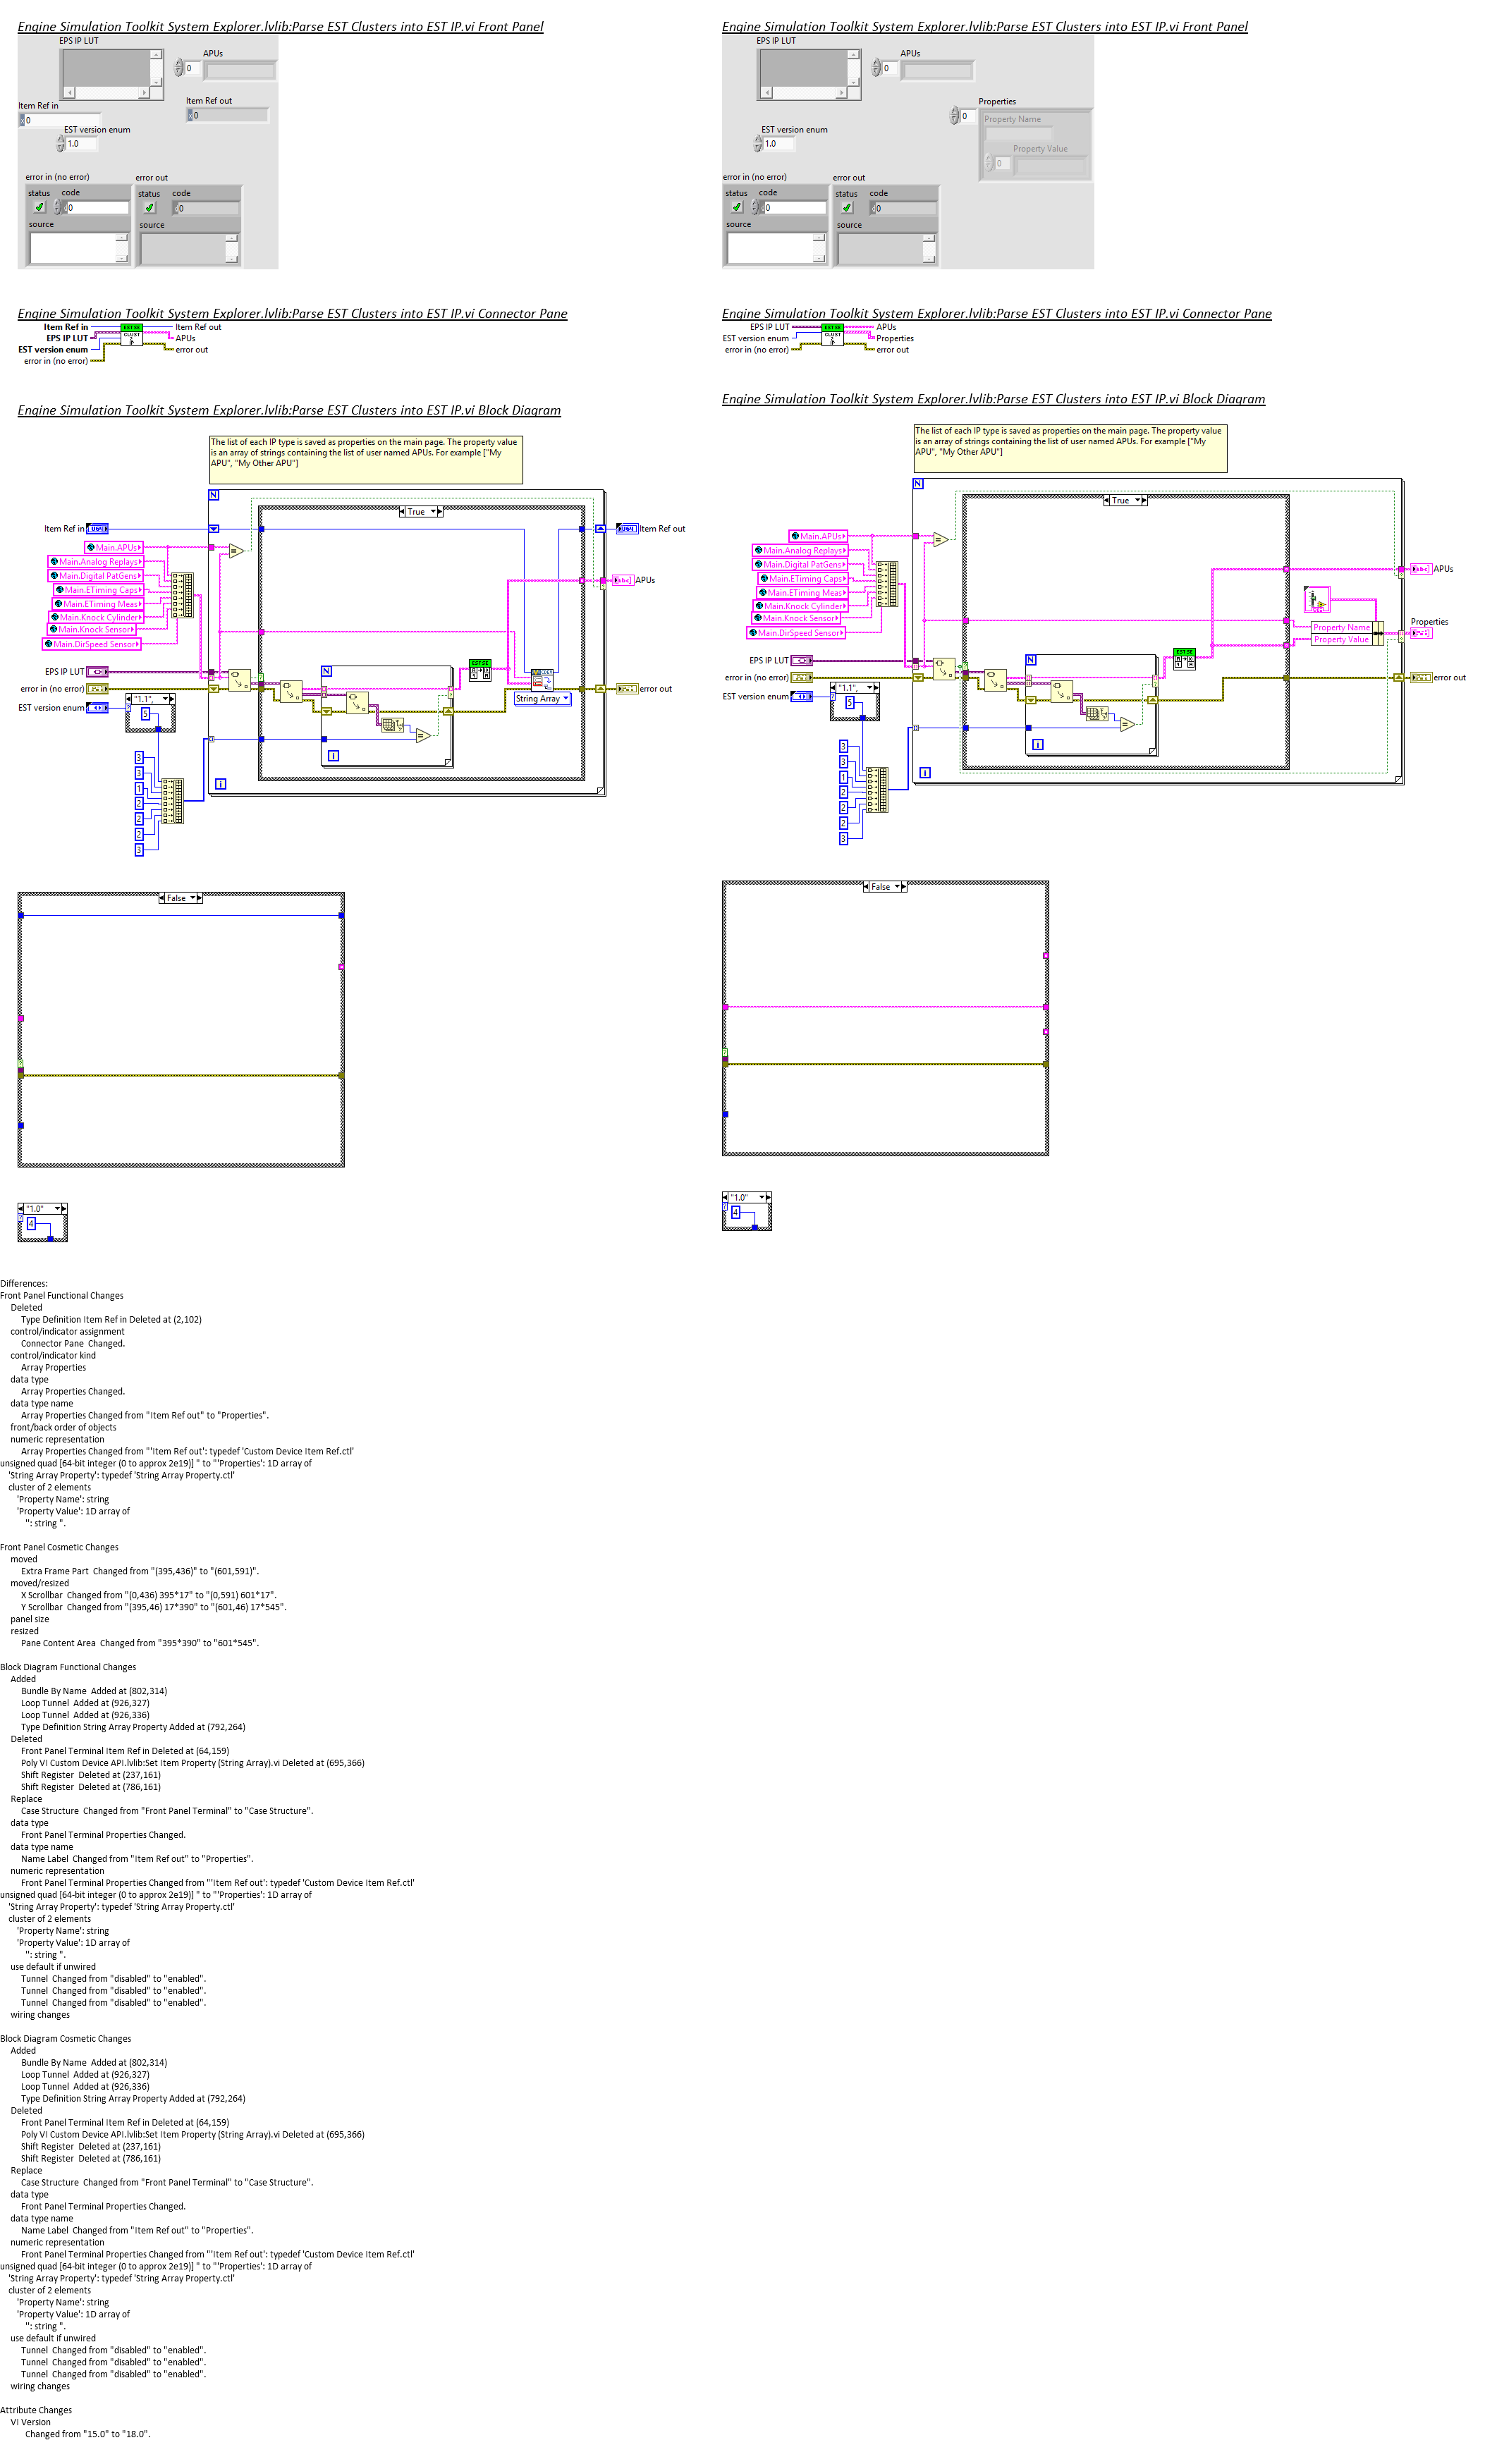 Engine Simulation Toolkit System Explorer.lvlib:Parse EST Clusters into EST IP.vi Front Panel
EPS IP LUT
APUs
0
Item Ref in
0
Item Ref out
0
EST version enum
1.0
error in (no error)
status
code
0
source
error out
status
code
0
source
Engine Simulation Toolkit System Explorer.lvlib:Parse EST Clusters into EST IP.vi Connector Pane
Item Ref in
EPS IP LUT
EST version enum
error in (no error)
EST SE
CLUST
IP
Item Ref out
APUs
error out
Engine Simulation Toolkit System Explorer.lvlib:Parse EST Clusters into EST IP.vi Block Diagram
The list of each IP type is saved as properties on the main page. The property value
is an array of strings containing the list of user named APUs. For example ["My
APU", "My Other APU"]
N
True
Item Ref in
Item Ref out
Main.APUs
Main.Analog Replays
Main.Digital PatGens
Main.ETiming Caps
Main.ETiming Meas
Main.Knock Cylinder
Main.Knock Sensor
Main.DirSpeed Sensor
APUs
EPS IP LUT
error in (no error)
EST version enum
"1.1",
5
N
i
EST SE
String Array
error out
3
3
1
2
2
2
3
i
False
"1.0"
4
Engine Simulation Toolkit System Explorer.lvlib:Parse EST Clusters into EST IP.vi Front Panel
EPS IP LUT
APUs
0
Properties
0
Property Name
Property Value
0
EST version enum
1.0
error in (no error)
status
code
0
source
error out
status
code
0
source
Engine Simulation Toolkit System Explorer.lvlib:Parse EST Clusters into EST IP.vi Connector Pane
EPS IP LUT
EST version enum
error in (no error)
EST SE
CLUST
IP
APUs
Properties
error out
Engine Simulation Toolkit System Explorer.lvlib:Parse EST Clusters into EST IP.vi Block Diagram
The list of each IP type is saved as properties on the main page. The property value
is an array of strings containing the list of user named APUs. For example ["My
APU", "My Other APU"]
N
True
Main.APUs
Main.Analog Replays
Main.Digital PatGens
Main.ETiming Caps
Main.ETiming Meas
Main.Knock Cylinder
Main.Knock Sensor
Main.DirSpeed Sensor
APUs
Property Name
Property Value
Properties
EPS IP LUT
error in (no error)
EST version enum
"1.1",
5
N
i
EST SE
error out
3
3
1
2
2
2
3
i
False
"1.0"
4
Differences:
Front Panel Functional Changes
Deleted
Type Definition Item Ref in Deleted at (2,102)
control/indicator assignment
Connector Pane Changed.
control/indicator kind
Array Properties
data type
Array Properties Changed.
data type name
Array Properties Changed from "Item Ref out" to "Properties".
front/back order of objects
numeric representation
Array Properties Changed from "'Item Ref out': typedef 'Custom Device Item Ref.ctl'
unsigned quad [64-bit integer (0 to approx 2e19)] " to "'Properties': 1D array of
'String Array Property': typedef 'String Array Property.ctl'
cluster of 2 elements
'Property Name': string
'Property Value': 1D array of
'': string ".
Front Panel Cosmetic Changes
moved
Extra Frame Part Changed from "(395,436)" to "(601,591)".
moved/resized
X Scrollbar Changed from "(0,436) 395*17" to "(0,591) 601*17".
Y Scrollbar Changed from "(395,46) 17*390" to "(601,46) 17*545".
panel size
resized
Pane Content Area Changed from "395*390" to "601*545".
Block Diagram Functional Changes
Added
Bundle By Name Added at (802,314)
Loop Tunnel Added at (926,327)
Loop Tunnel Added at (926,336)
Type Definition String Array Property Added at (792,264)
Deleted
Front Panel Terminal Item Ref in Deleted at (64,159)
Poly VI Custom Device API.lvlib:Set Item Property (String Array).vi Deleted at (695,366)
Shift Register Deleted at (237,161)
Shift Register Deleted at (786,161)
Replace
Case Structure Changed from "Front Panel Terminal" to "Case Structure".
data type
Front Panel Terminal Properties Changed.
data type name
Name Label Changed from "Item Ref out" to "Properties".
numeric representation
Front Panel Terminal Properties Changed from "'Item Ref out': typedef 'Custom Device Item Ref.ctl'
unsigned quad [64-bit integer (0 to approx 2e19)] " to "'Properties': 1D array of
'String Array Property': typedef 'String Array Property.ctl'
cluster of 2 elements
'Property Name': string
'Property Value': 1D array of
'': string ".
use default if unwired
Tunnel Changed from "disabled" to "enabled".
Tunnel Changed from "disabled" to "enabled".
Tunnel Changed from "disabled" to "enabled".
wiring changes
Block Diagram Cosmetic Changes
Added
Bundle By Name Added at (802,314)
Loop Tunnel Added at (926,327)
Loop Tunnel Added at (926,336)
Type Definition String Array Property Added at (792,264)
Deleted
Front Panel Terminal Item Ref in Deleted at (64,159)
Poly VI Custom Device API.lvlib:Set Item Property (String Array).vi Deleted at (695,366)
Shift Register Deleted at (237,161)
Shift Register Deleted at (786,161)
Replace
Case Structure Changed from "Front Panel Terminal" to "Case Structure".
data type
Front Panel Terminal Properties Changed.
data type name
Name Label Changed from "Item Ref out" to "Properties".
numeric representation
Front Panel Terminal Properties Changed from "'Item Ref out': typedef 'Custom Device Item Ref.ctl'
unsigned quad [64-bit integer (0 to approx 2e19)] " to "'Properties': 1D array of
'String Array Property': typedef 'String Array Property.ctl'
cluster of 2 elements
'Property Name': string
'Property Value': 1D array of
'': string ".
use default if unwired
Tunnel Changed from "disabled" to "enabled".
Tunnel Changed from "disabled" to "enabled".
Tunnel Changed from "disabled" to "enabled".
wiring changes
Attribute Changes
VI Version
Changed from "15.0" to "18.0".